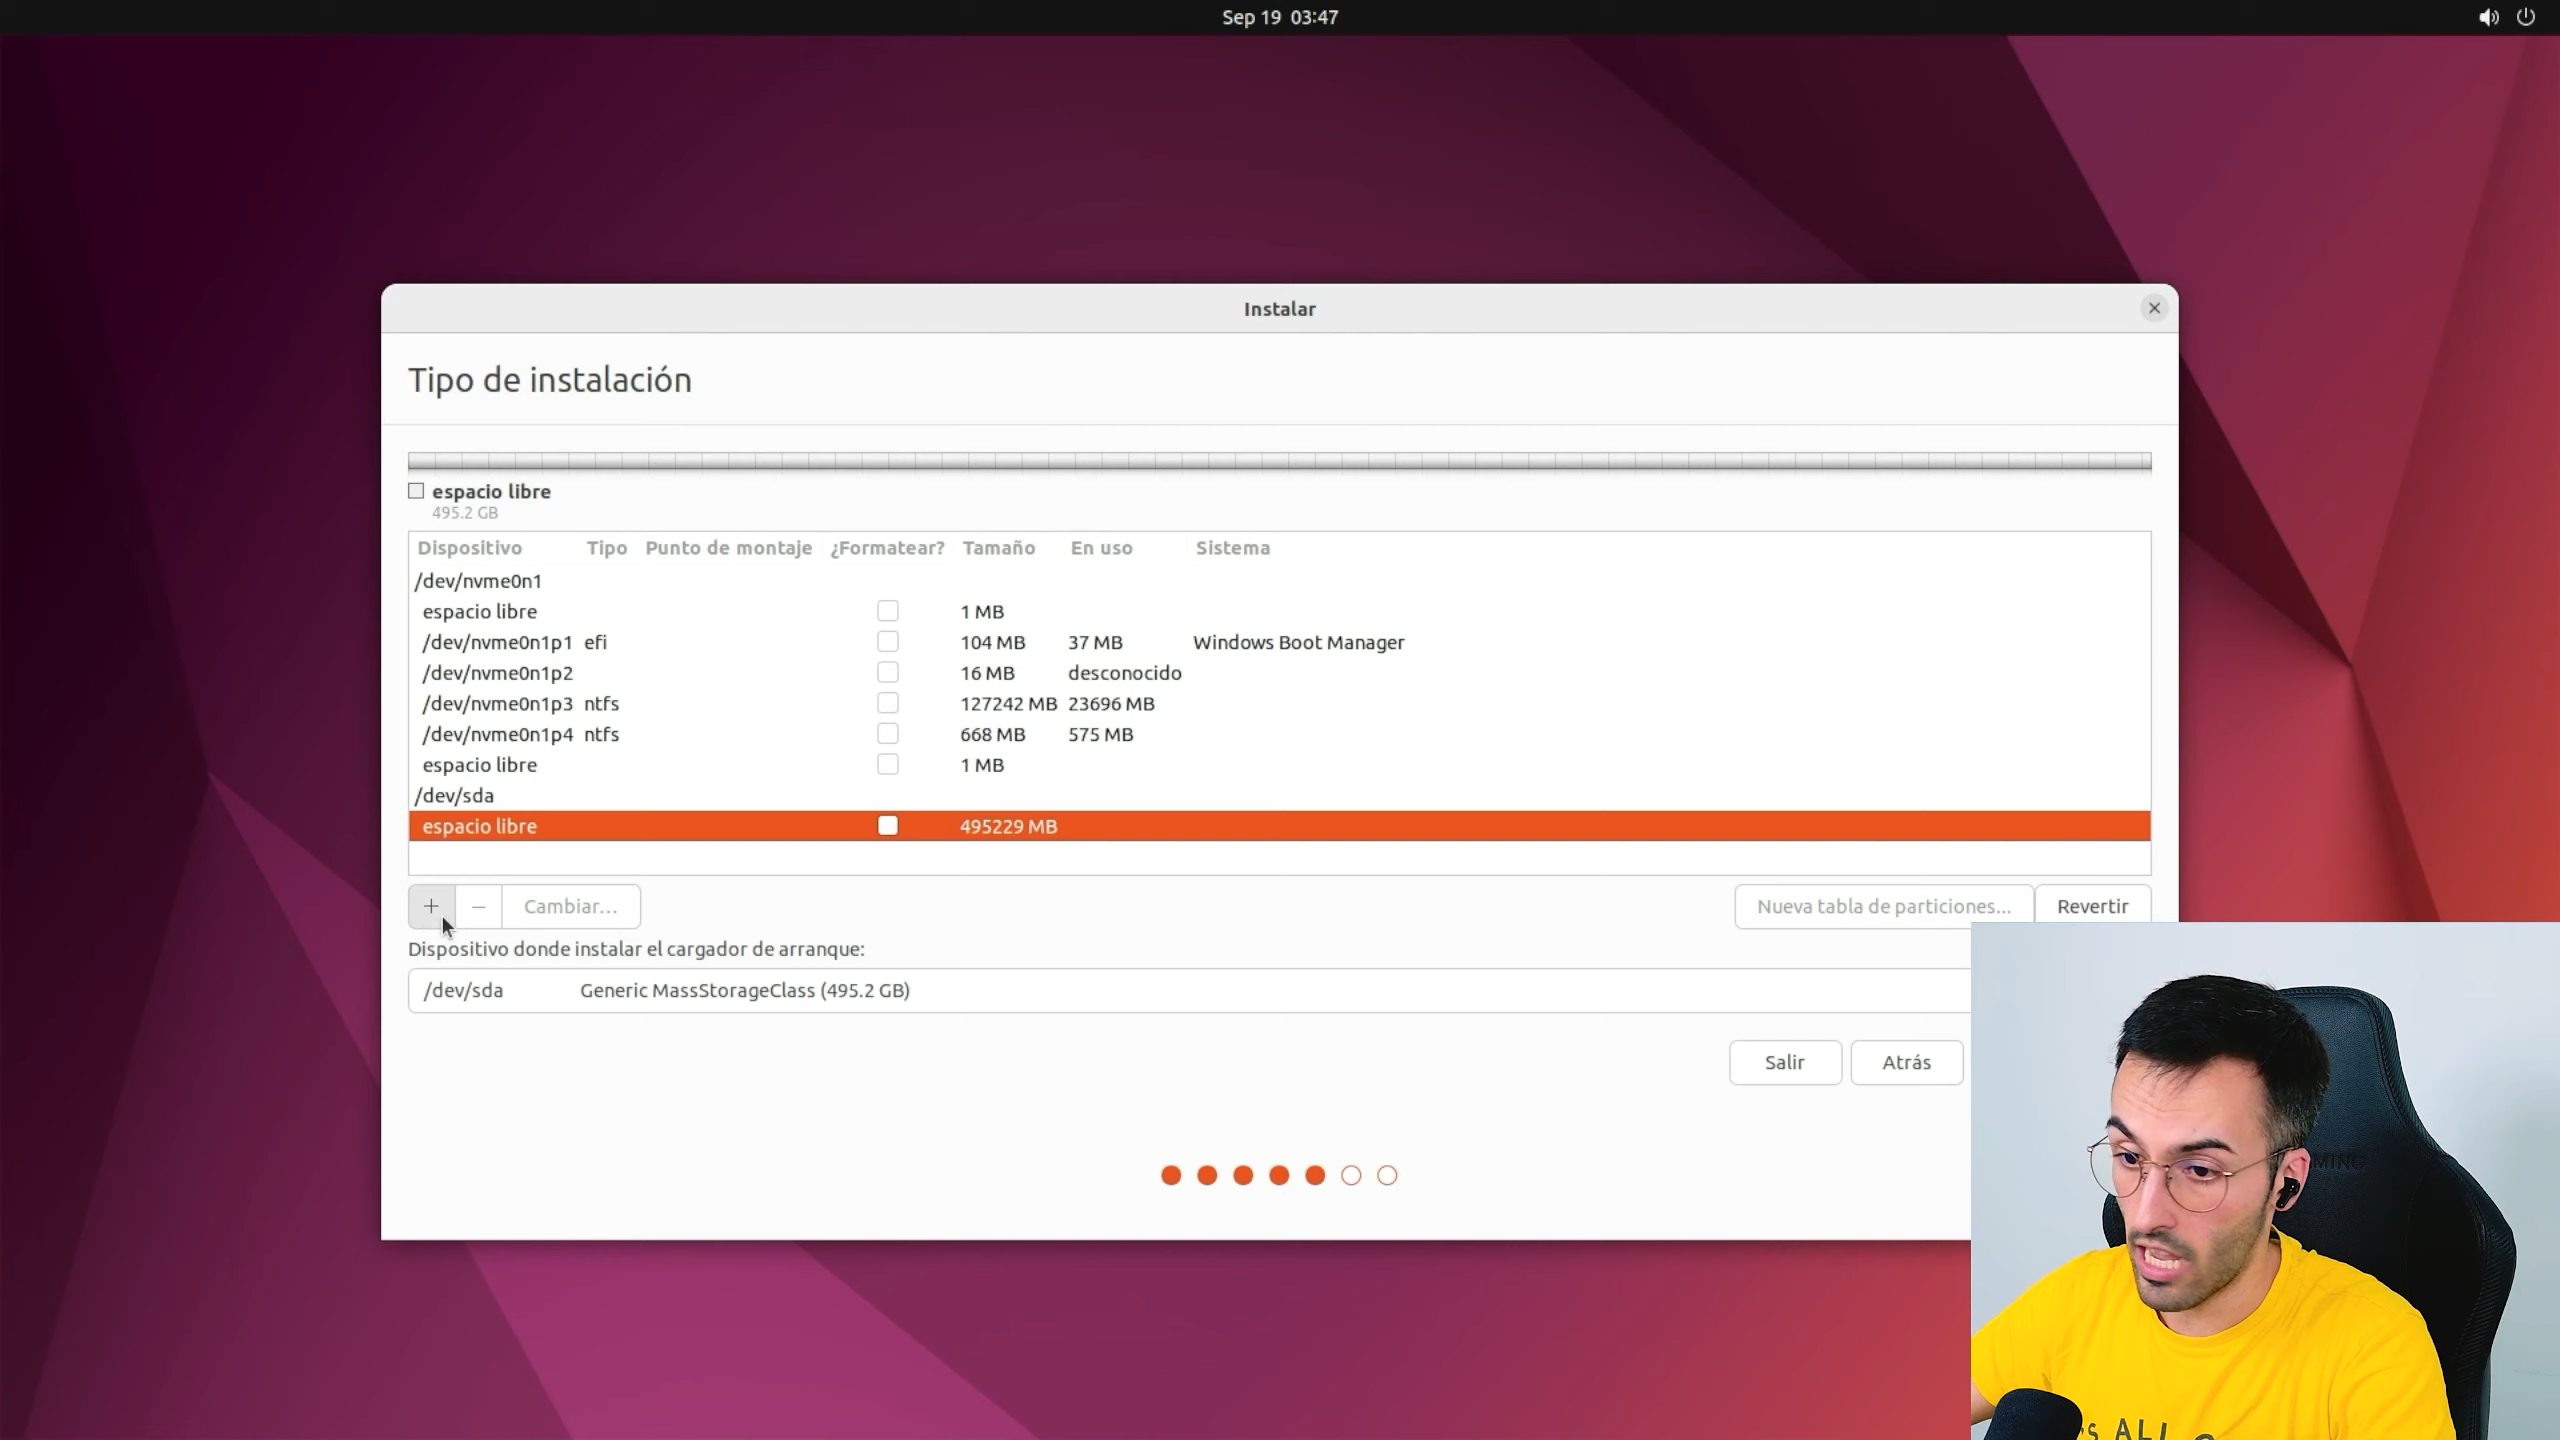 Sep 19 03:47
Instalar
Tipo de instalación
espacio libre
495.2 GB
Dispositivo Tipo Punto de montaje ¿Formatear? Tamaño En uso Sistema
/dev/nvme0n1
espacio libre 1 MB
/dev/nvme0n1p1 efi 104 MB 37 MB Windows Boot Manager
/dev/nvme0n1p2 16 MB desconocido
/dev/nvme0n1p3 ntfs 127242 MB 23696 MB
/dev/nvme0n1p4 ntfs 668 MB 575 MB
espacio libre 1 MB
/dev/sda
espacio libre 495229 MB
+ − Cambiar... Nueva tabla de particiones... Revertir
Dispositivo donde instalar el cargador de arranque:
/dev/sda Generic MassStorageClass (495.2 GB)
Salir Atrás
ALL